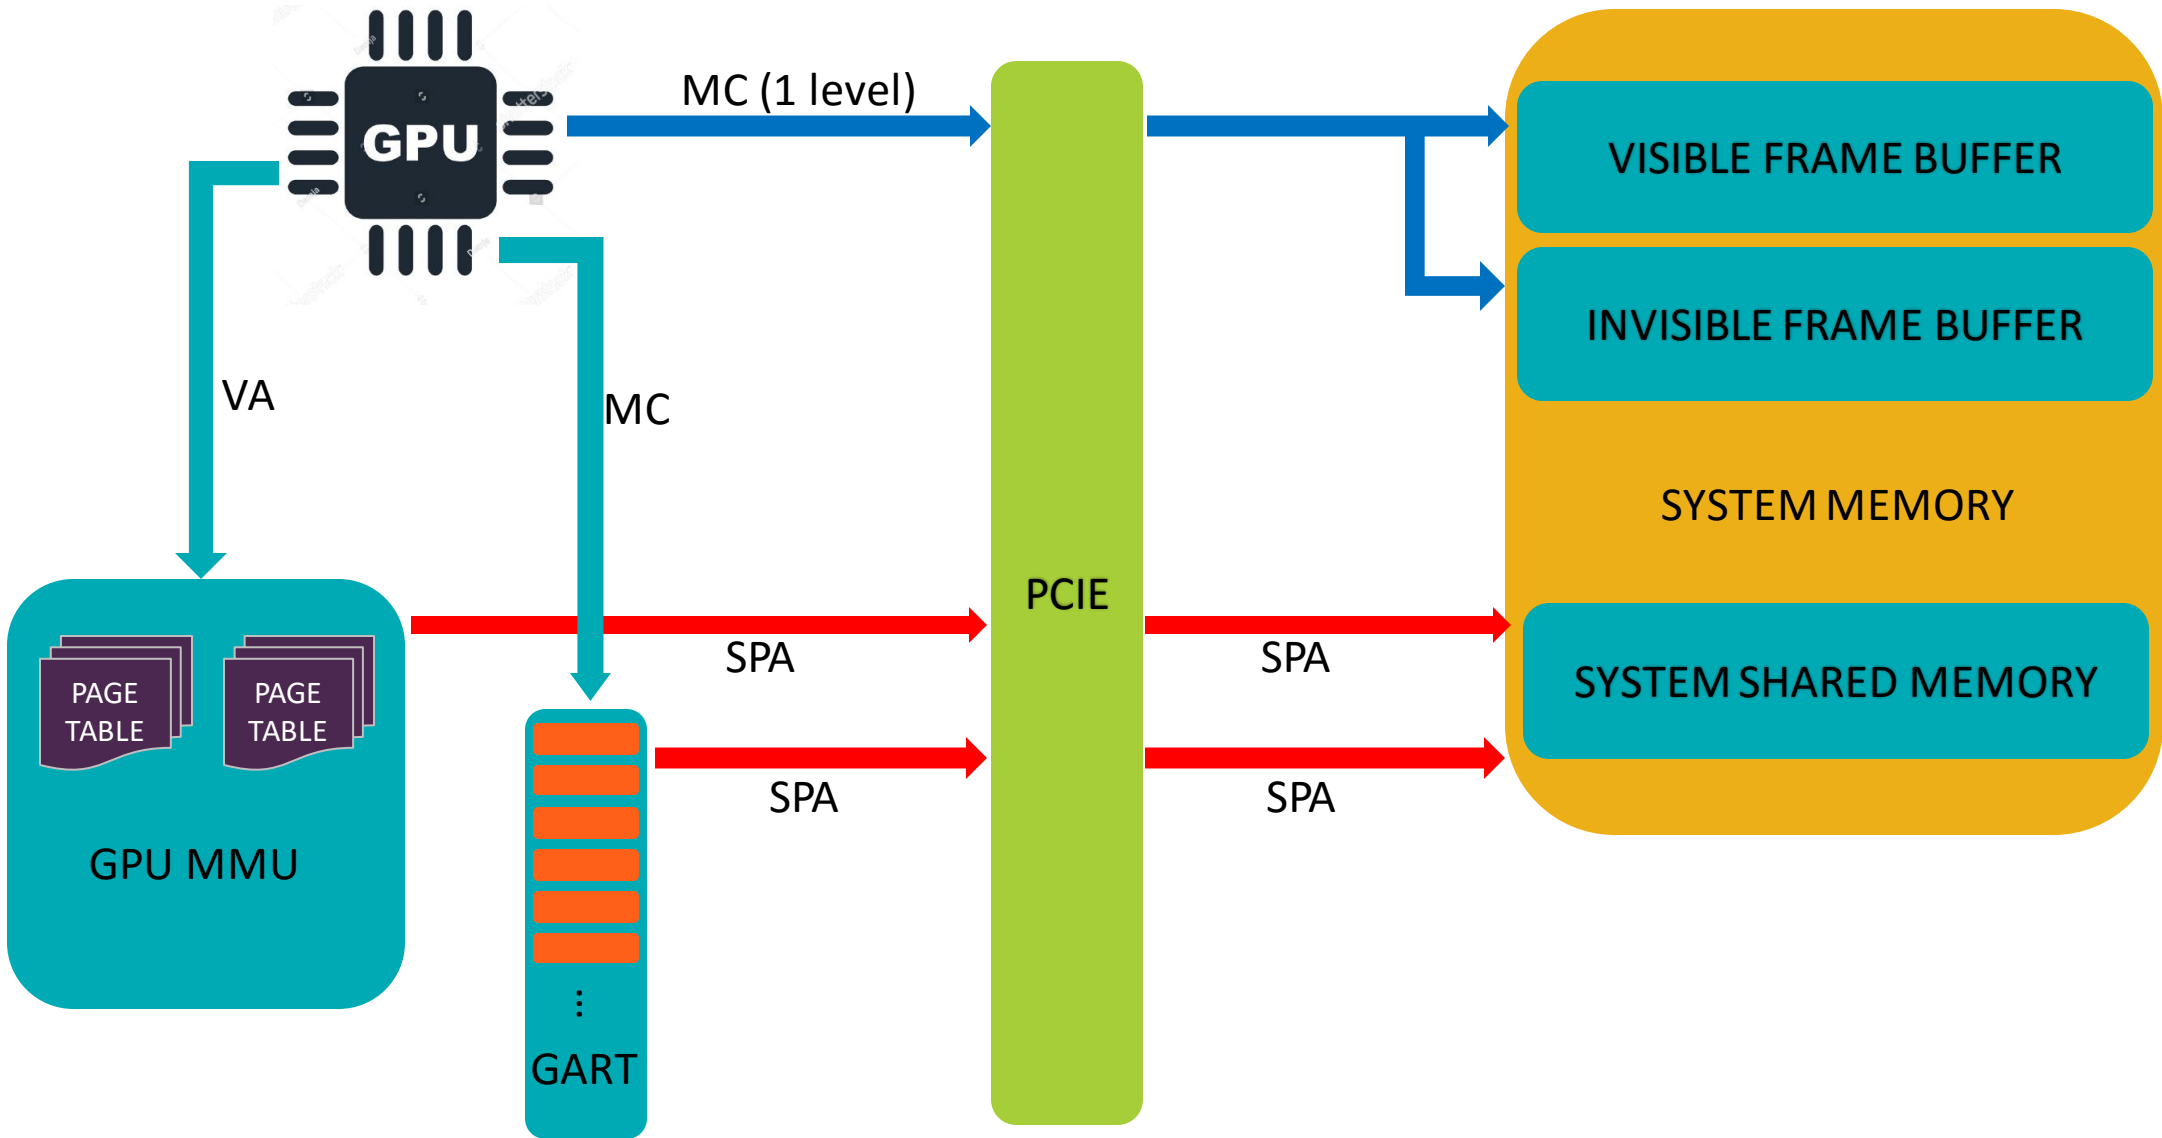 GPU
MC (1 level)
VISIBLE FRAME BUFFER
INVISIBLE FRAME BUFFER
VA
MC
SYSTEM MEMORY
PCIE
SPA
SPA
SYSTEM SHARED MEMORY
PAGE
TABLE
PAGE
TABLE
SPA
SPA
GPU MMU
...
GART